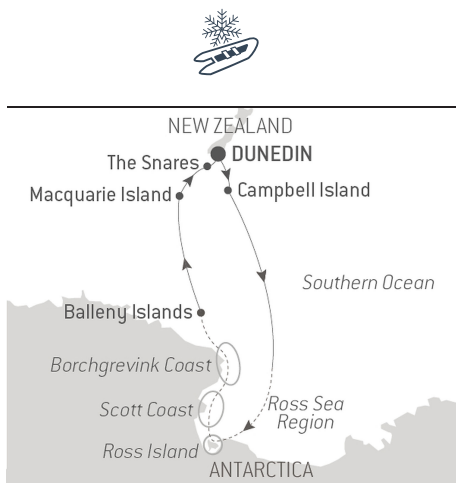 NEW ZEALAND
DUNEDIN
The Snares
Macquarie Island
Campbell Island
Southern Ocean
Balleny Islands
Borchgrevink Coast
Scott Coast
Ross Sea
Region
Ross Island
ANTARCTICA